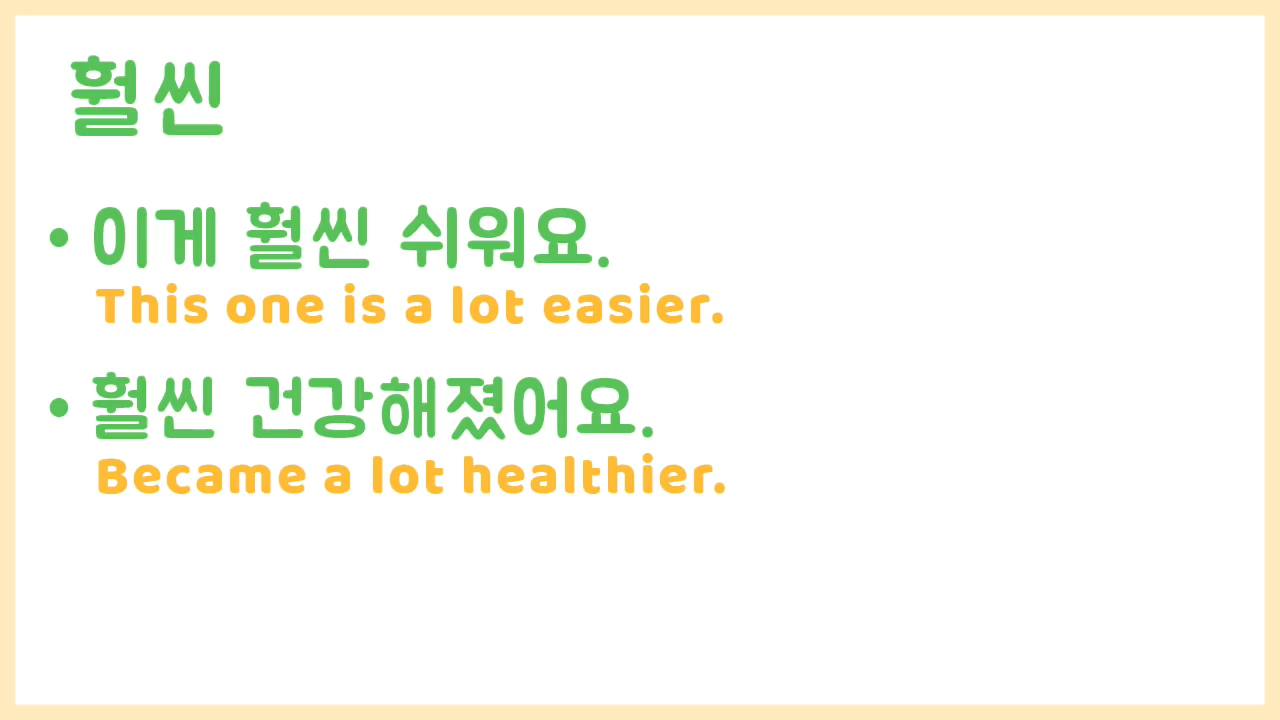 훨씬
• 이게 훨씬 쉬워요.
This one is a lot easier.
• 훨씬 건강해졌어요.
Became a lot healthier.